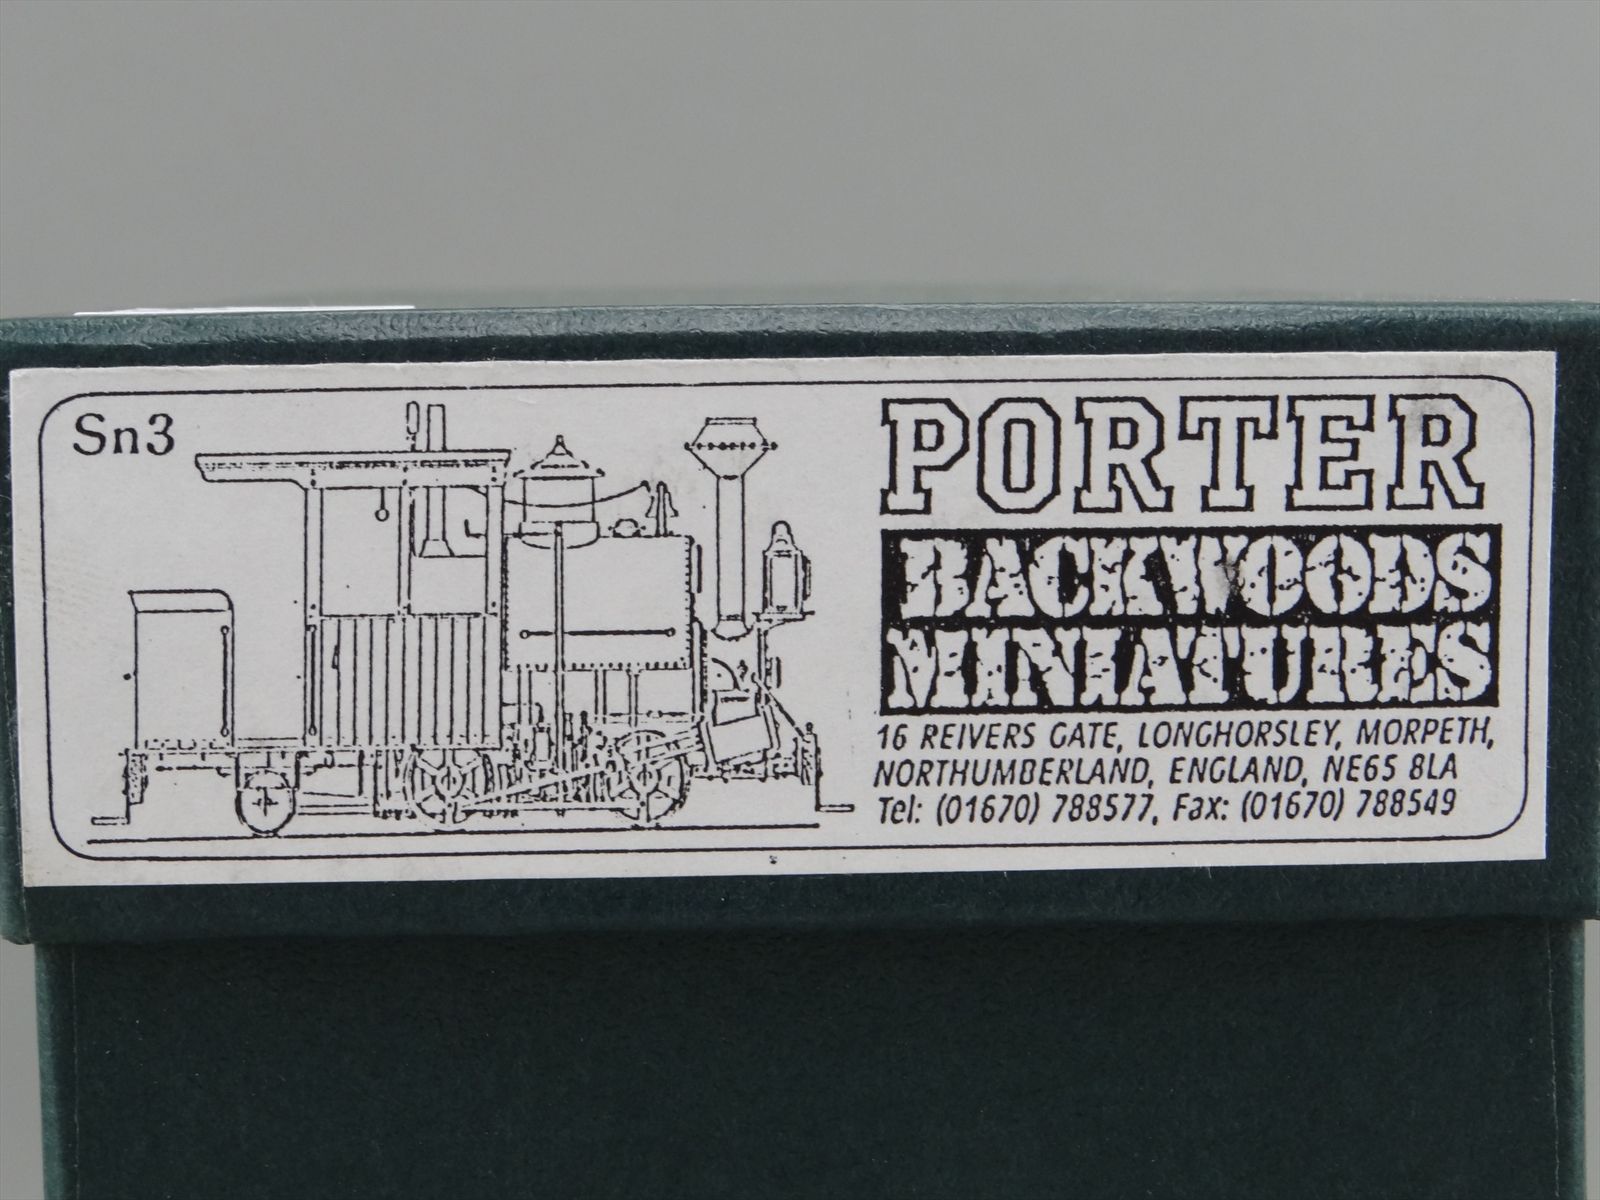 Sn3
PORTER
BACKWOODS
MINIATURES
16 REIVERS GATE, LONGHORSLEY, MORPETH,
NORTHUMBERLAND, ENGLAND, NE65 8LA
Tel: (01670) 788577, Fax: (01670) 788549